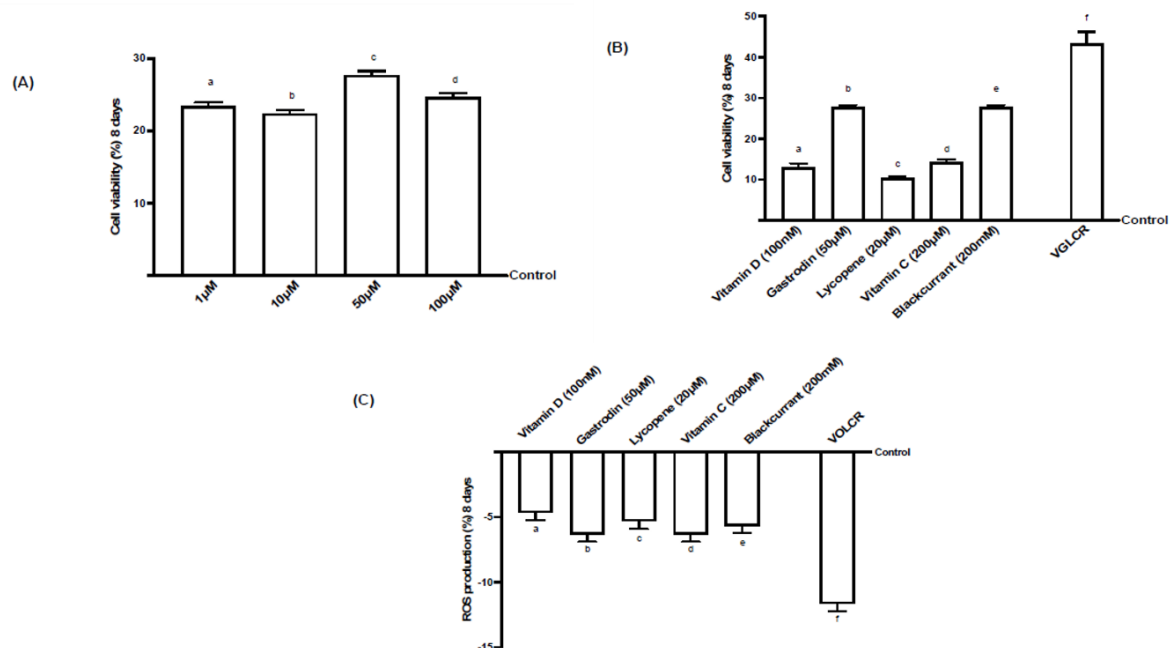 (A)
Cell viability (%) 8 days
30
20
10
a
b
c
d
Control
1μM
10μM
50μM
100μM
(B)
Cell viability (%) 8 days
50
40
30
20
10
a
b
c
d
e
f
Control
Vitamin D (100nM)
Gastrodin (50μM)
Lycopene (20μM)
Vitamin C (200μM)
Blackcurrant (200mM)
VGLCR
(C)
Vitamin D (100nM)
Gastrodin (50μM)
Lycopene (20μM)
Vitamin C (200μM)
Blackcurrant (200mM)
VOLCR
Control
ROS production (%) 8 days
-5
-10
-15
a
b
c
d
e
f